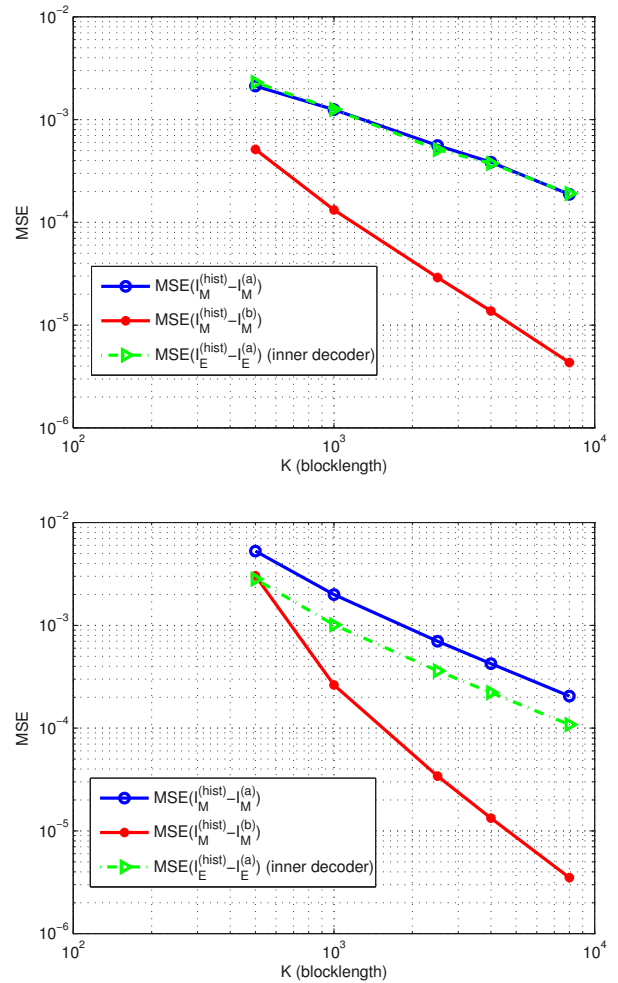 10^−2
10^−3
10^−4
10^−5
10^−6
MSE
MSE(I_M^(hist)−I_M^(a))
MSE(I_M^(hist)−I_M^(b))
MSE(I_E^(hist)−I_E^(a)) (inner decoder)
10^2
10^3
10^4
K (blocklength)
10^−2
10^−3
10^−4
10^−5
10^−6
MSE
MSE(I_M^(hist)−I_M^(a))
MSE(I_M^(hist)−I_M^(b))
MSE(I_E^(hist)−I_E^(a)) (inner decoder)
10^2
10^3
10^4
K (blocklength)